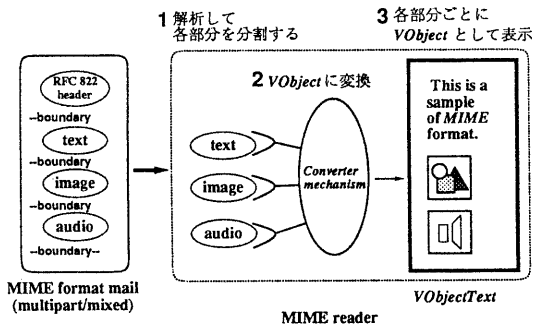 1 解析して
各部分を分割する
3 各部分ごとに
VObject として表示
2 VObject に変換
RFC 822
header
--boundary
text
--boundary
image
--boundary
audio
--boundary--
MIME format mail
(multipart/mixed)
text
image
audio
Converter
mechanism
This is a
sample
of MIME
format.
VObjectText
MIME reader